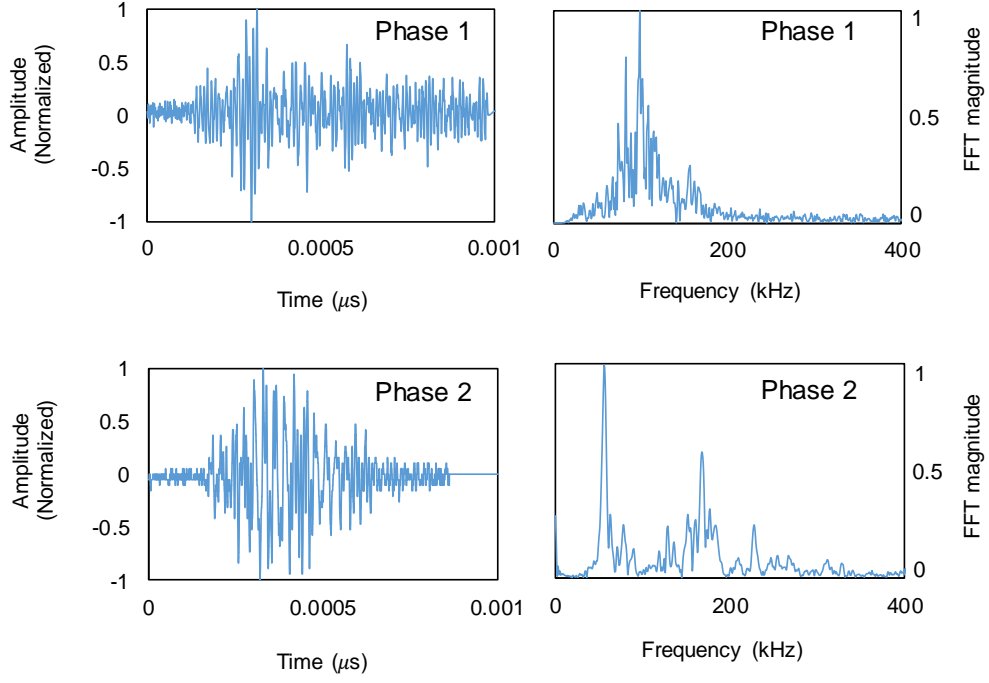 Phase 1
Amplitude
(Normalized)
1
0.5
0
-0.5
-1
0
0.0005
0.001
Time (μs)
Phase 1
FFT magnitude
1
0.5
0
0
200
400
Frequency (kHz)
Phase 2
Amplitude
(Normalized)
1
0.5
0
-0.5
-1
0
0.0005
0.001
Time (μs)
Phase 2
FFT magnitude
1
0.5
0
0
200
400
Frequency (kHz)